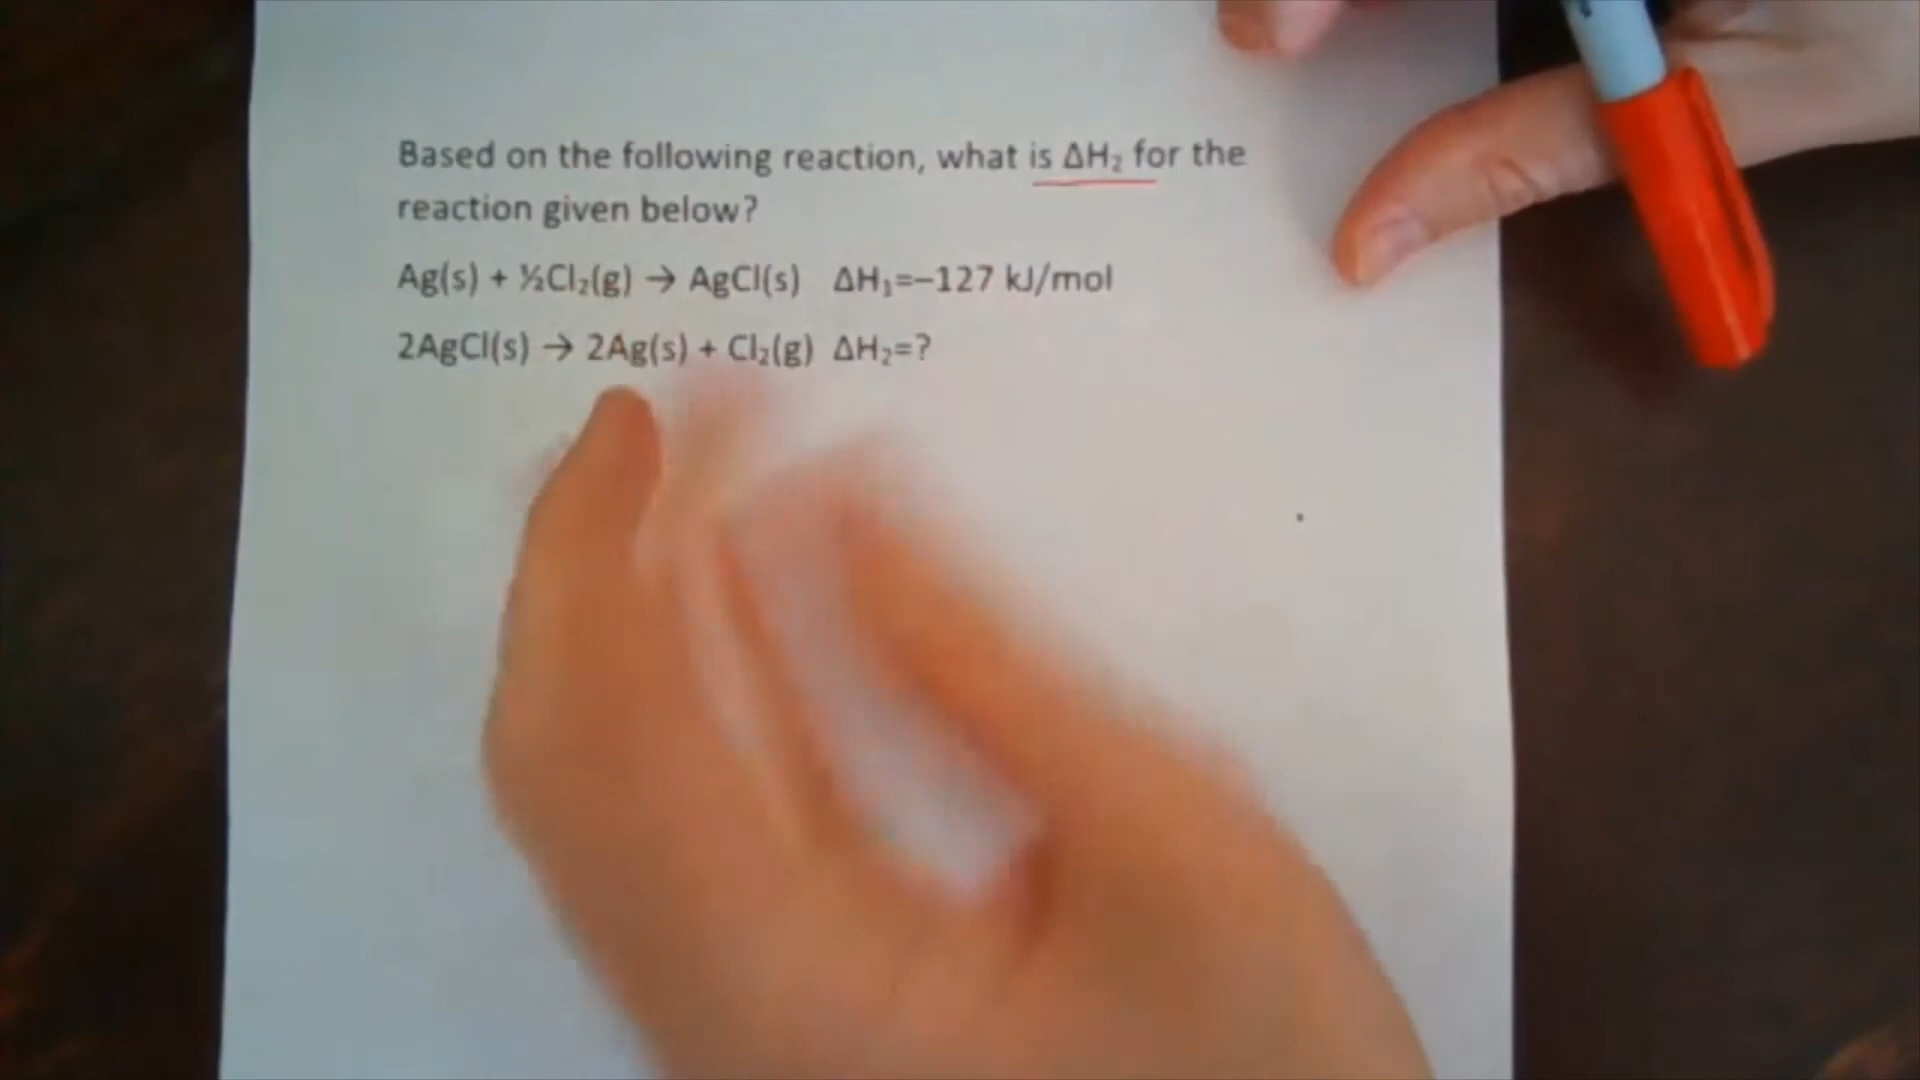 Based on the following reaction, what is ΔH₂ for the
reaction given below?
Ag(s) + ½Cl₂(g) → AgCl(s) ΔH₁=−127 kJ/mol
2AgCl(s) → 2Ag(s) + Cl₂(g) ΔH₂=?